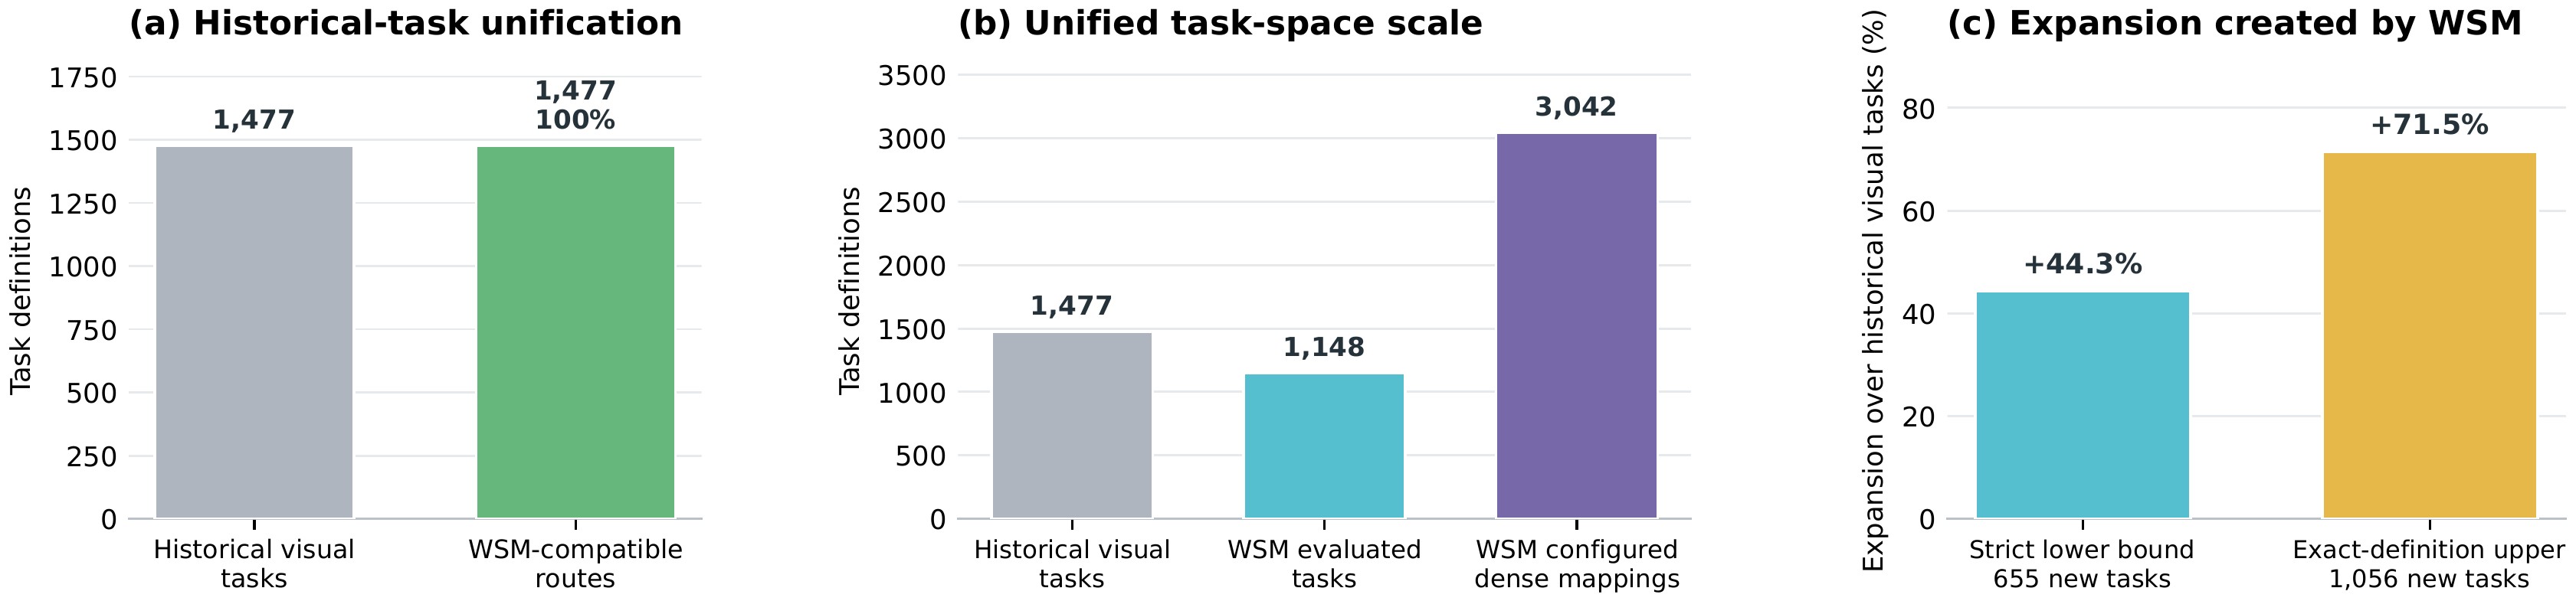 (a) Historical-task unification
Task definitions
1750
1500
1250
1000
750
500
250
0
1,477
1,477
100%
Historical visual
tasks
WSM-compatible
routes
(b) Unified task-space scale
Task definitions
3500
3000
2500
2000
1500
1000
500
0
1,477
1,148
3,042
Historical visual
tasks
WSM evaluated
tasks
WSM configured
dense mappings
(c) Expansion created by WSM
Expansion over historical visual tasks (%)
80
60
40
20
0
+44.3%
+71.5%
Strict lower bound
655 new tasks
Exact-definition upper
1,056 new tasks